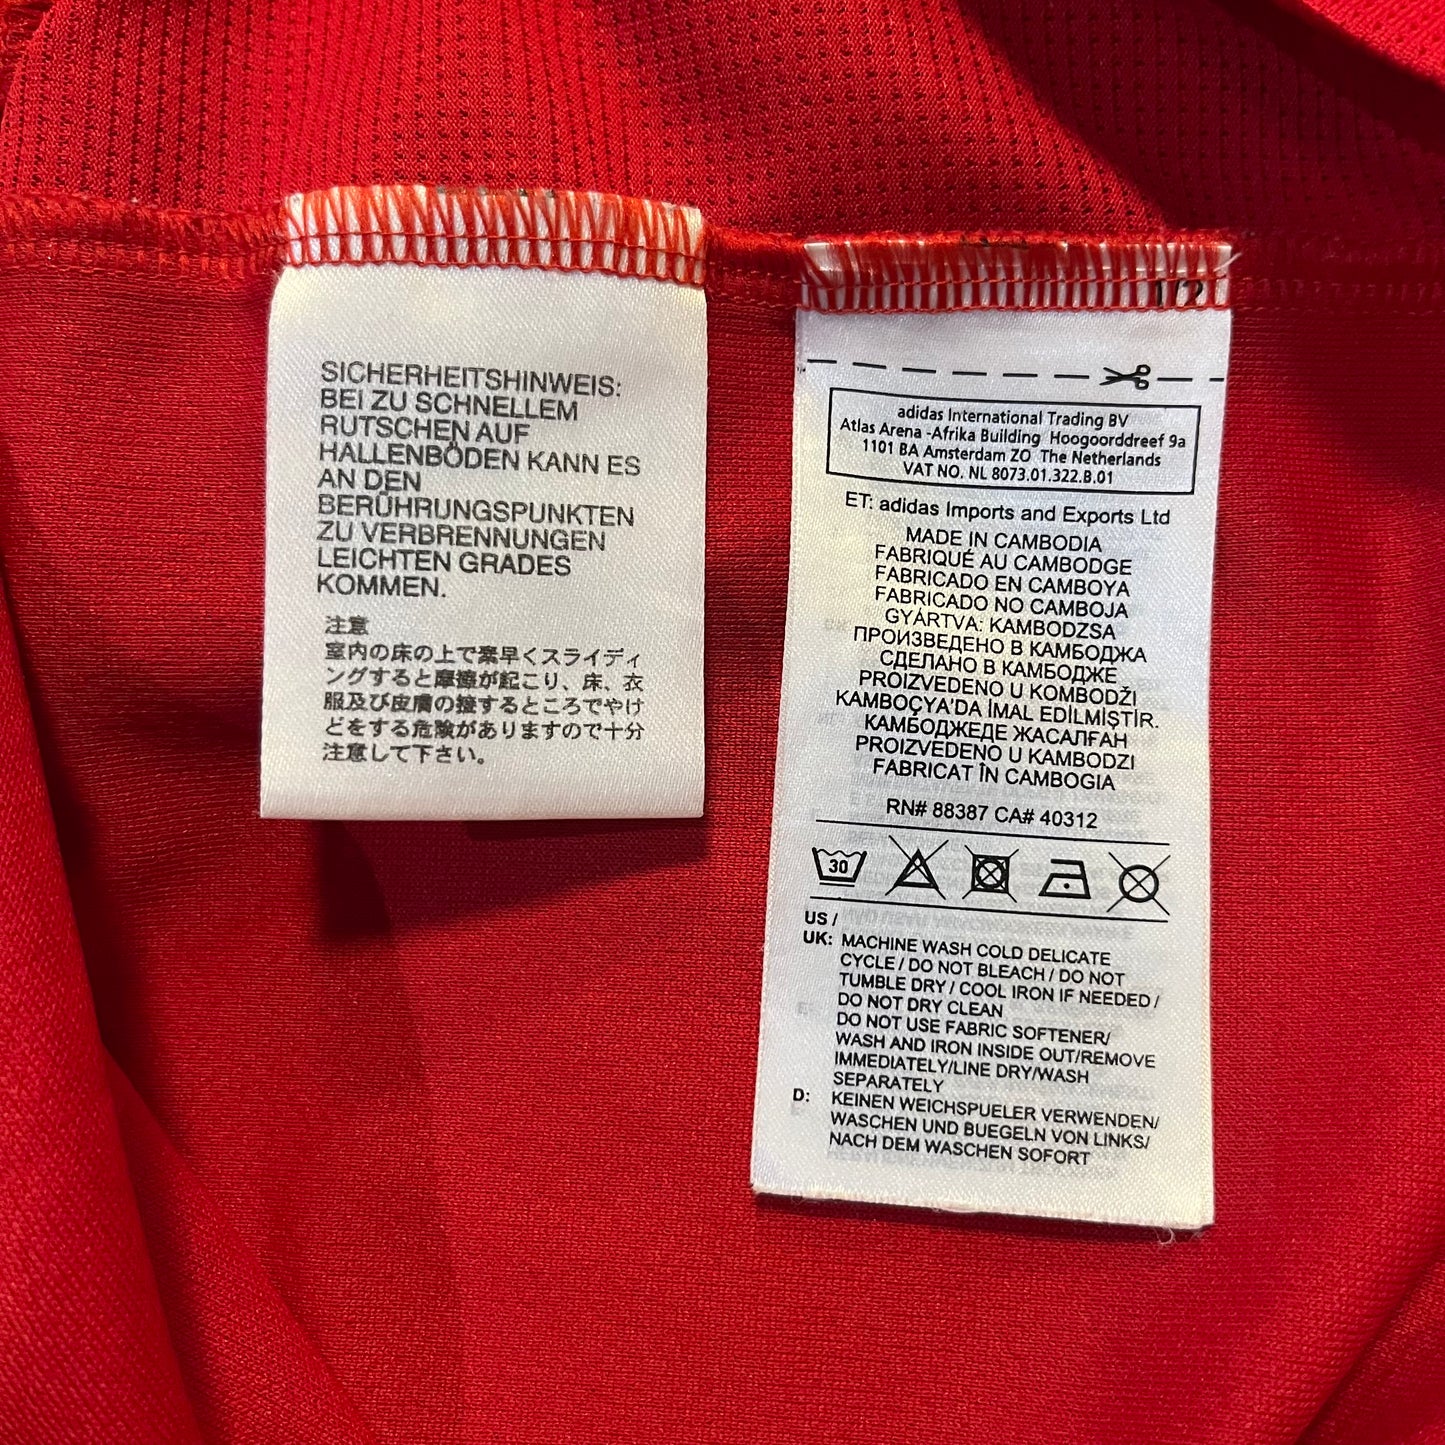 SICHERHEITSHINWEIS:
BEI ZU SCHNELLEM
RUTSCHEN AUF
HALLENBÖDEN KANN ES
AN DEN
BERÜHRUNGSPUNKTEN
ZU VERBRENNUNGEN
LEICHTEN GRADES
KOMMEN.
注意
室内の床の上で素早くスライディ
ングすると摩擦が起こり、床、衣
服及び皮膚の接するところでやけ
どをする危険がありますので十分
注意して下さい。
1/2
adidas International Trading BV
Atlas Arena -Afrika Building Hoogoorddreef 9a
1101 BA Amsterdam ZO The Netherlands
VAT NO. NL 8073.01.322.B.01
ET: adidas Imports and Exports Ltd
MADE IN CAMBODIA
FABRIQUÉ AU CAMBODGE
FABRICADO EN CAMBOYA
FABRICADO NO CAMBOJA
GYÁRTVA: KAMBODZSA
ПРОИЗВЕДЕНО В КАМБОДЖА
СДЕЛАНО В КАМБОДЖЕ
PROIZVEDENO U KOMBODŽI
KAMBOÇYA'DA İMAL EDİLMİŞTİR.
КАМБОДЖЕДЕ ЖАСАЛҒАН
PROIZVEDENO U KAMBODZI
FABRICAT ÎN CAMBOGIA
RN# 88387 CA# 40312
30
US /
UK: MACHINE WASH COLD DELICATE
CYCLE / DO NOT BLEACH / DO NOT
TUMBLE DRY / COOL IRON IF NEEDED /
DO NOT DRY CLEAN
DO NOT USE FABRIC SOFTENER/
WASH AND IRON INSIDE OUT/REMOVE
IMMEDIATELY/LINE DRY/WASH
SEPARATELY
D: KEINEN WEICHSPUELER VERWENDEN/
WASCHEN UND BUEGELN VON LINKS/
NACH DEM WASCHEN SOFORT